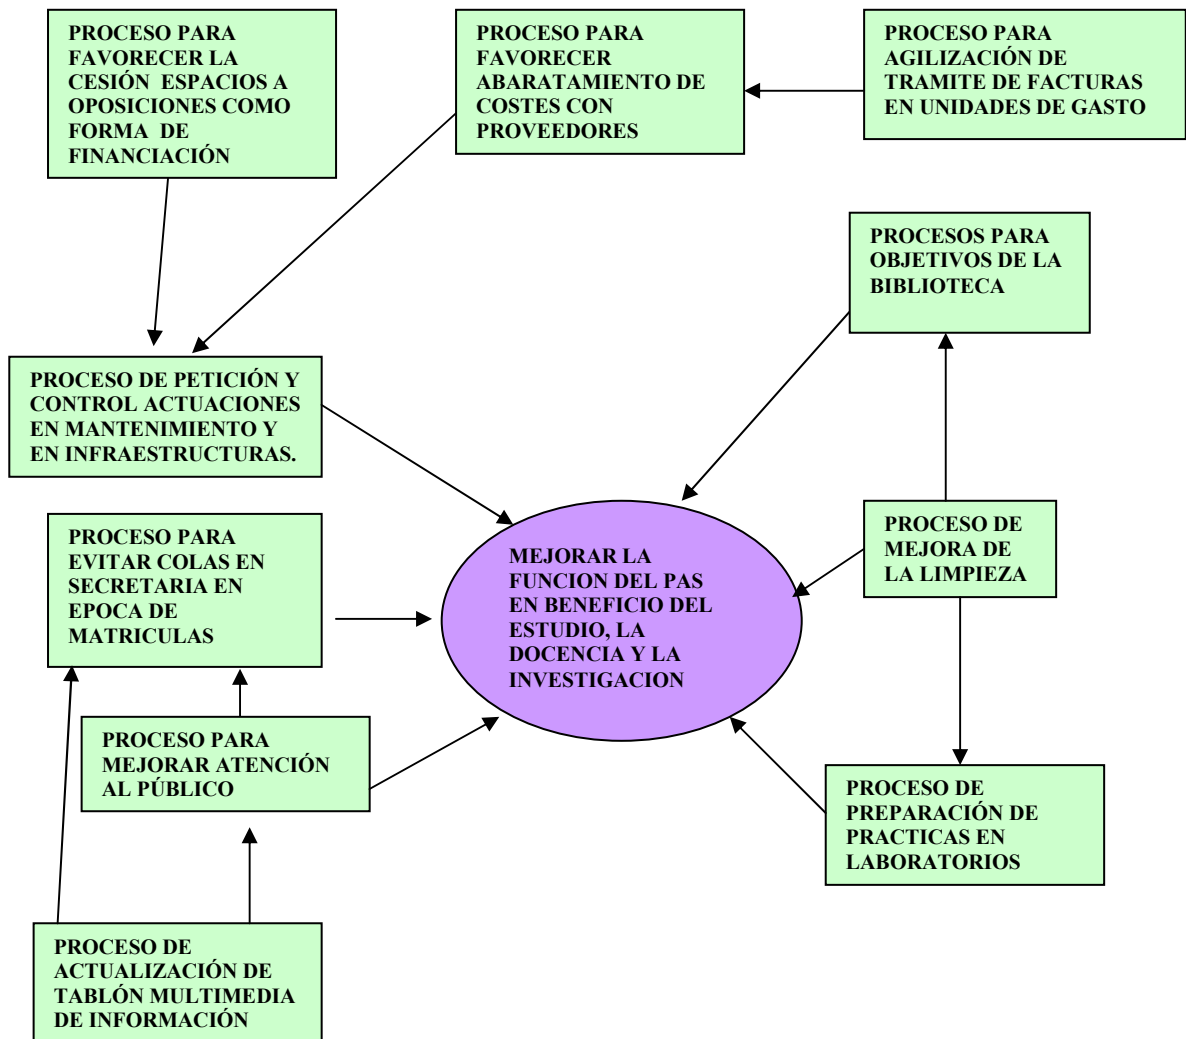 PROCESO PARA
FAVORECER LA
CESIÓN ESPACIOS A
OPOSICIONES COMO
FORMA DE
FINANCIACIÓN
PROCESO PARA
FAVORECER
ABARATAMIENTO DE
COSTES CON
PROVEEDORES
PROCESO PARA
AGILIZACIÓN DE
TRAMITE DE FACTURAS
EN UNIDADES DE GASTO
PROCESOS PARA
OBJETIVOS DE LA
BIBLIOTECA
PROCESO DE PETICIÓN Y
CONTROL ACTUACIONES
EN MANTENIMIENTO Y
EN INFRAESTRUCTURAS.
PROCESO PARA
EVITAR COLAS EN
SECRETARIA EN
EPOCA DE
MATRICULAS
MEJORAR LA
FUNCION DEL PAS
EN BENEFICIO DEL
ESTUDIO, LA
DOCENCIA Y LA
INVESTIGACION
PROCESO DE
MEJORA DE
LA LIMPIEZA
PROCESO PARA
MEJORAR ATENCIÓN
AL PÚBLICO
PROCESO DE
PREPARACIÓN DE
PRACTICAS EN
LABORATORIOS
PROCESO DE
ACTUALIZACIÓN DE
TABLÓN MULTIMEDIA
DE INFORMACIÓN